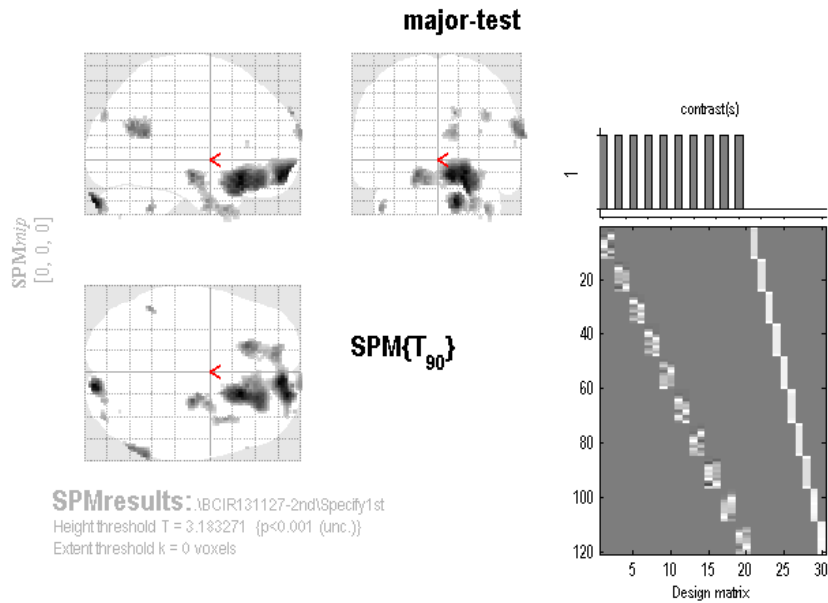 major-test
SPMmip
[0, 0, 0]
<
<
<
SPM{T90}
SPMresults: .\BCIR131127-2nd\Specify1st
Height threshold T = 3.183271 {p<0.001 (unc.)}
Extent threshold k = 0 voxels
contrast(s)
1
20
40
60
80
100
120
5 10 15 20 25 30
Design matrix